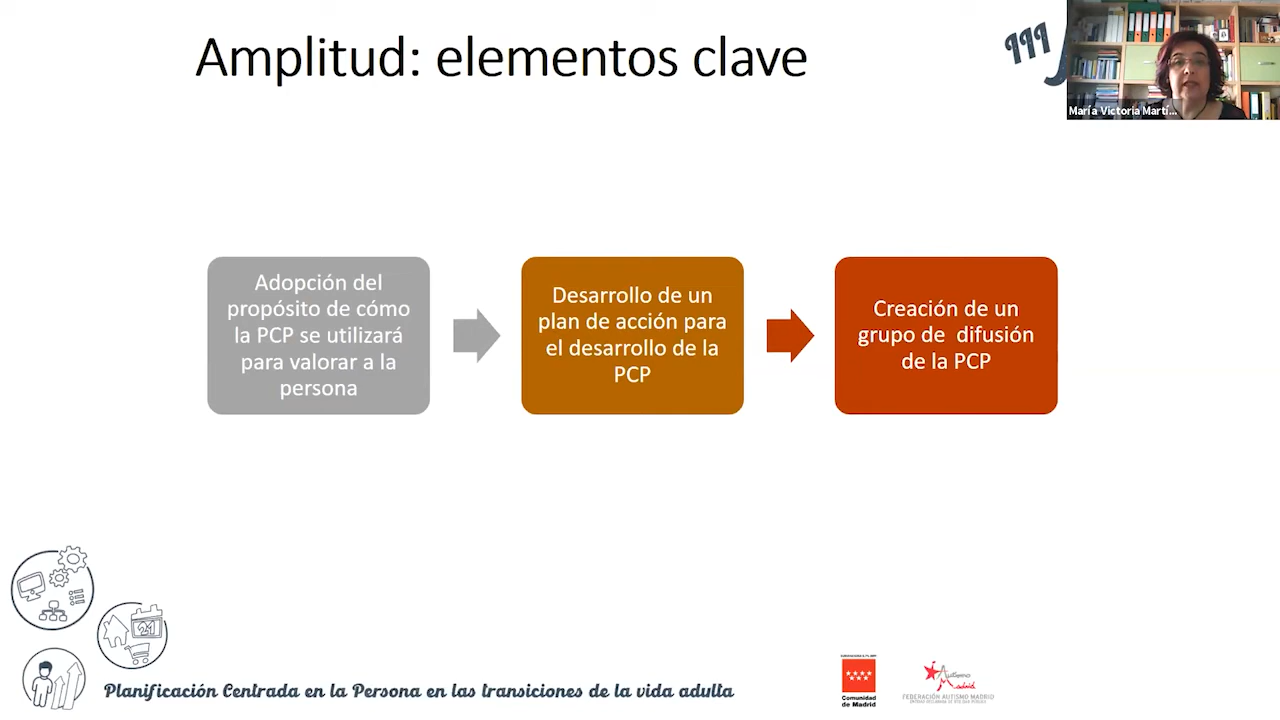 Amplitud: elementos clave
María Victoria Martí...
Adopción del
propósito de cómo
la PCP se utilizará
para valorar a la
persona
Desarrollo de un
plan de acción para
el desarrollo de la
PCP
Creación de un
grupo de difusión
de la PCP
21
Planificación Centrada en la Persona en las transiciones de la vida adulta
Comunidad
de Madrid
Autismo
Madrid
FEDERACIÓN AUTISMO MADRID